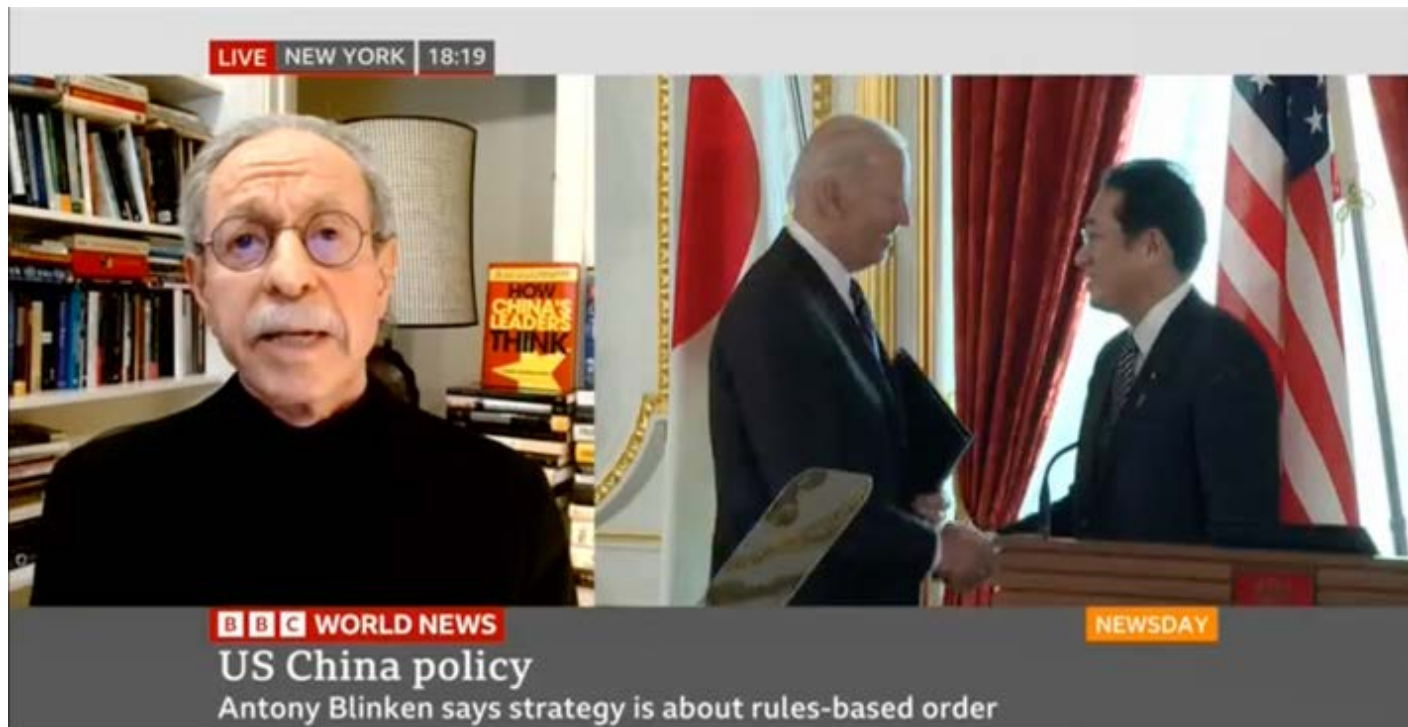 LIVE NEW YORK 18:19
HOW
CHINA'S
LEADERS
THINK
BBC WORLD NEWS
NEWSDAY
US China policy
Antony Blinken says strategy is about rules-based order